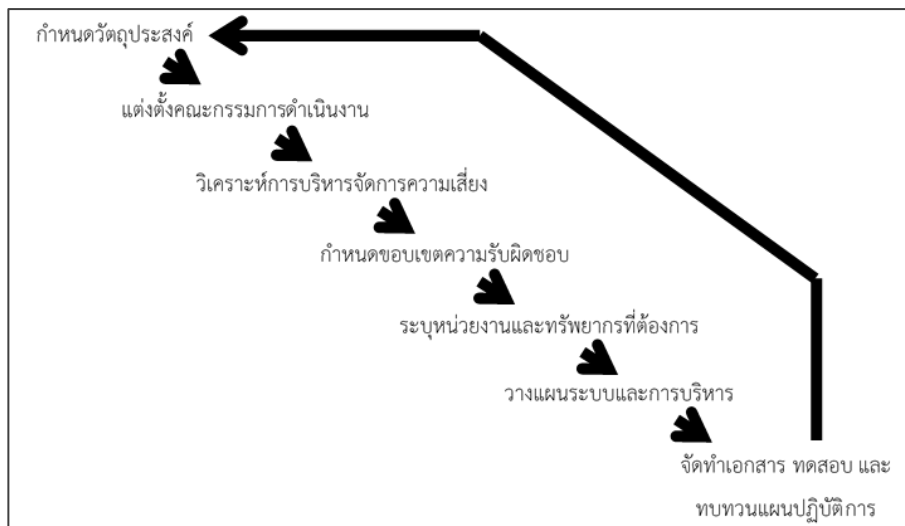 กำหนดวัตถุประสงค์
แต่งตั้งคณะกรรมการดำเนินงาน
วิเคราะห์การบริหารจัดการความเสี่ยง
กำหนดขอบเขตความรับผิดชอบ
ระบุหน่วยงานและทรัพยากรที่ต้องการ
วางแผนระบบและการบริหาร
จัดทำเอกสาร ทดสอบ และ
ทบทวนแผนปฏิบัติการ